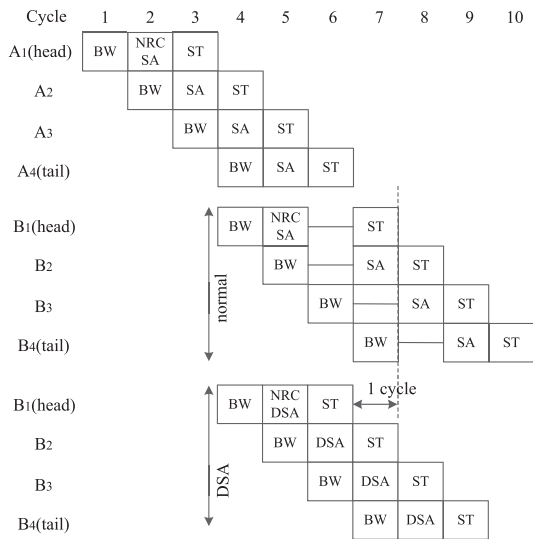 Cycle 1 2 3 4 5 6 7 8 9 10
A1(head) BW NRC SA ST
A2 BW SA ST
A3 BW SA ST
A4(tail) BW SA ST
normal
B1(head) BW NRC SA ST
B2 BW SA ST
B3 BW SA ST
B4(tail) BW SA ST
1 cycle
DSA
B1(head) BW NRC DSA ST
B2 BW DSA ST
B3 BW DSA ST
B4(tail) BW DSA ST